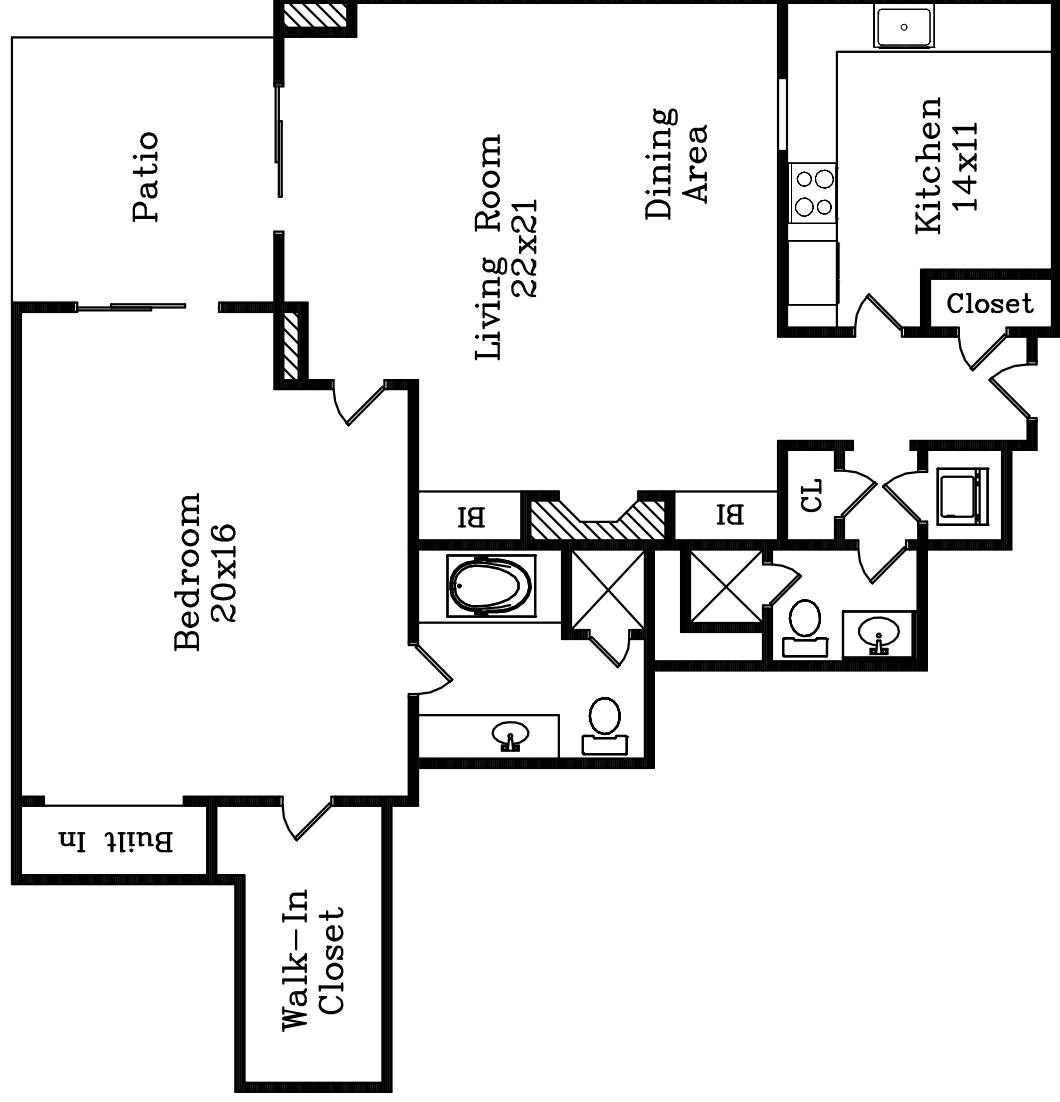 Patio
Living Room
22x21
Dining
Area
Kitchen
14x11
Closet
Bedroom
20x16
BI
BI
CL
Built In
Walk-In
Closet